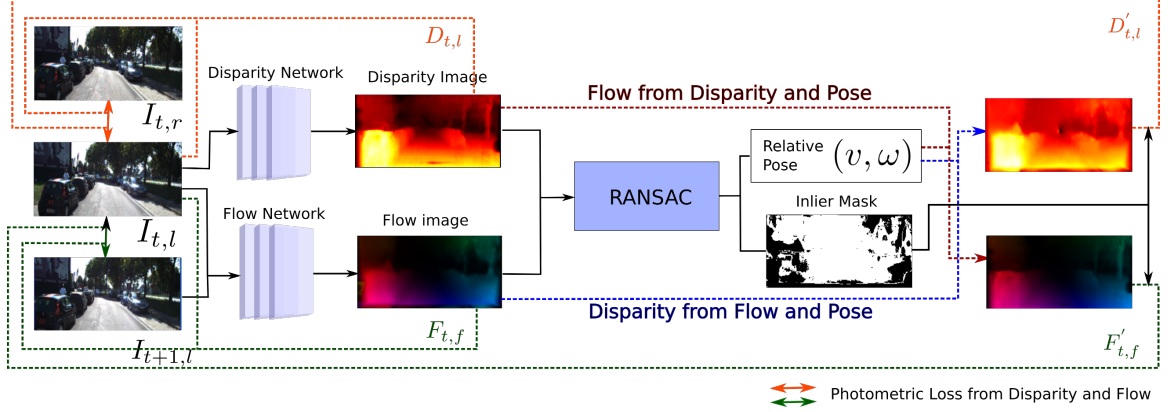 D_{t,l}
D'_{t,l}
Disparity Network
Disparity Image
Flow from Disparity and Pose
I_{t,r}
Relative
Pose
(v, ω)
RANSAC
Inlier Mask
Flow Network
Flow image
I_{t,l}
Disparity from Flow and Pose
F_{t,f}
F'_{t,f}
I_{t+1,l}
Photometric Loss from Disparity and Flow